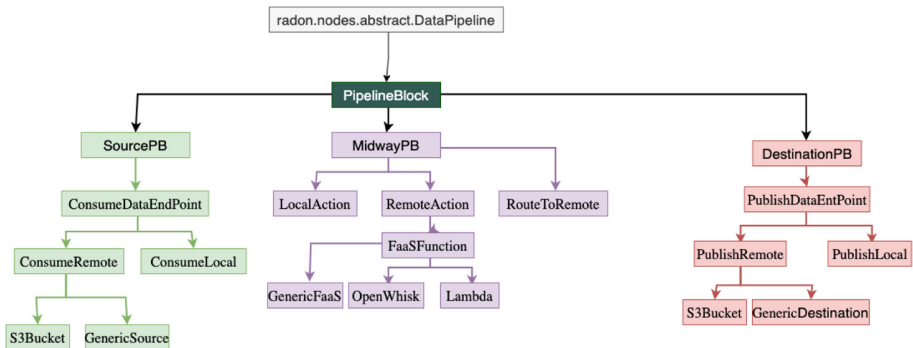 radon.nodes.abstract.DataPipeline
PipelineBlock
SourcePB
MidwayPB
DestinationPB
ConsumeDataEndPoint
LocalAction
RemoteAction
RouteToRemote
PublishDataEntPoint
ConsumeRemote
ConsumeLocal
FaaSFunction
PublishRemote
PublishLocal
GenericFaaS
OpenWhisk
Lambda
S3Bucket
GenericSource
S3Bucket
GenericDestination